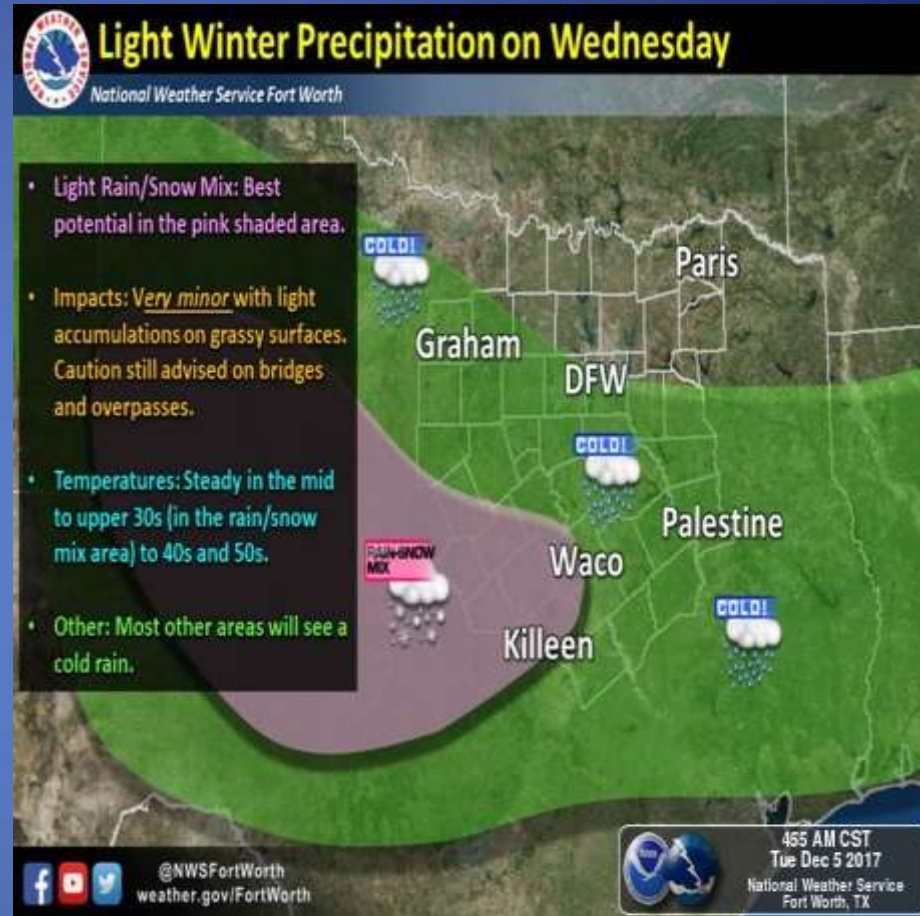 Light Winter Precipitation on Wednesday
National Weather Service Fort Worth
• Light Rain/Snow Mix: Best
potential in the pink shaded area.
• Impacts: Very minor with light
accumulations on grassy surfaces.
Caution still advised on bridges
and overpasses.
• Temperatures: Steady in the mid
to upper 30s (in the rain/snow
mix area) to 40s and 50s.
• Other: Most other areas will see a
cold rain.
COLD!
Paris
Graham
DFW
COLD!
Palestine
RAIN-SNOW
MIX
Waco
COLD!
Killeen
@NWSFortWorth
weather.gov/FortWorth
455 AM CST
Tue Dec 5 2017
National Weather Service
Fort Worth, TX